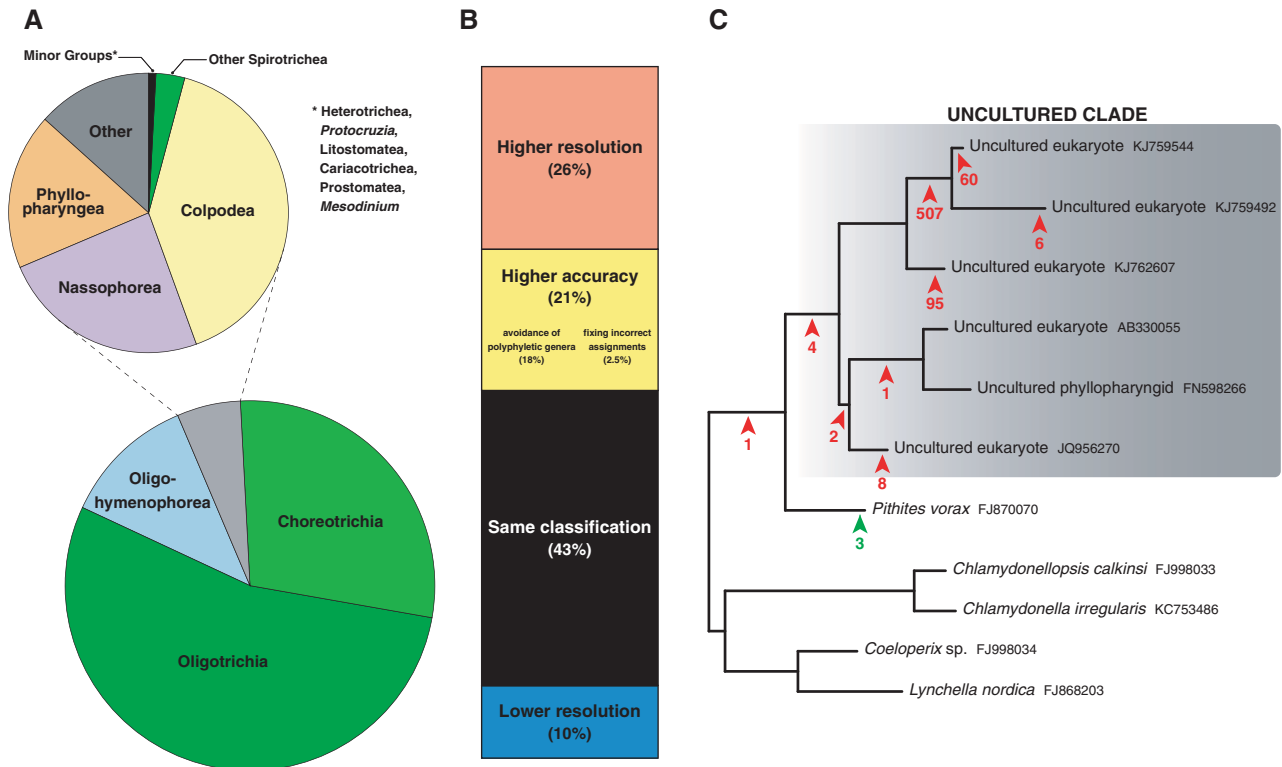 A
Minor Groups*
Other Spirotrichea
Other
Phyllo-
pharyngea
Colpodea
Nassophorea
* Heterotrichea,
Protocruzia,
Litostomatea,
Cariacotrichea,
Prostomatea,
Mesodinium
Oligo-
hymenophorea
Choreotrichia
Oligotrichia
B
Higher resolution
(26%)
Higher accuracy
(21%)
avoidance of
polyphyletic genera
(18%)
fixing incorrect
assignments
(2.5%)
Same classification
(43%)
Lower resolution
(10%)
C
UNCULTURED CLADE
Uncultured eukaryote KJ759544
60
507
Uncultured eukaryote KJ759492
6
Uncultured eukaryote KJ762607
95
Uncultured eukaryote AB330055
4
1
Uncultured phyllopharyngid FN598266
1
2
Uncultured eukaryote JQ956270
8
Pithites vorax FJ870070
3
Chlamydonellopsis calkinsi FJ998033
Chlamydonella irregularis KC753486
Coeloperix sp. FJ998034
Lynchella nordica FJ868203